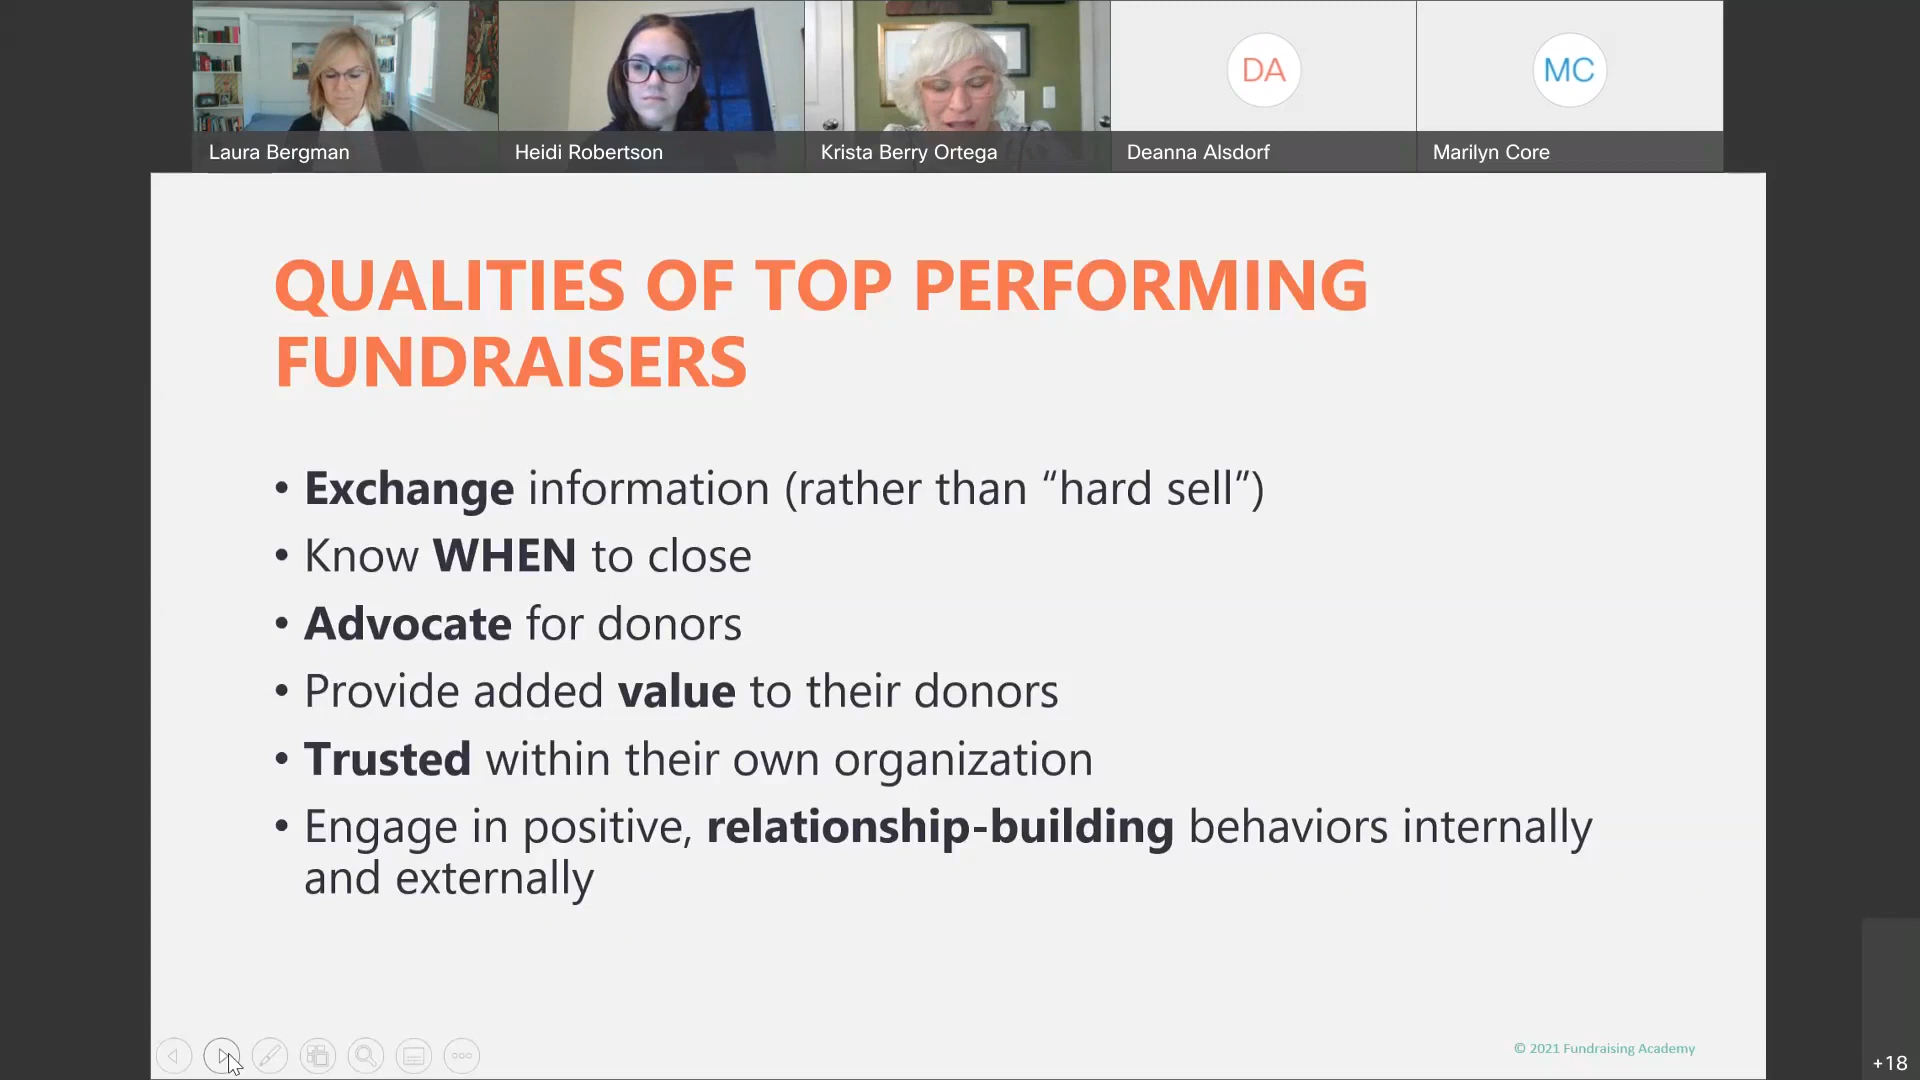 DA
MC
Laura Bergman
Heidi Robertson
Krista Berry Ortega
Deanna Alsdorf
Marilyn Core
QUALITIES OF TOP PERFORMING
FUNDRAISERS
• Exchange information (rather than “hard sell”)
• Know WHEN to close
• Advocate for donors
• Provide added value to their donors
• Trusted within their own organization
• Engage in positive, relationship-building behaviors internally
and externally
© 2021 Fundraising Academy
+18